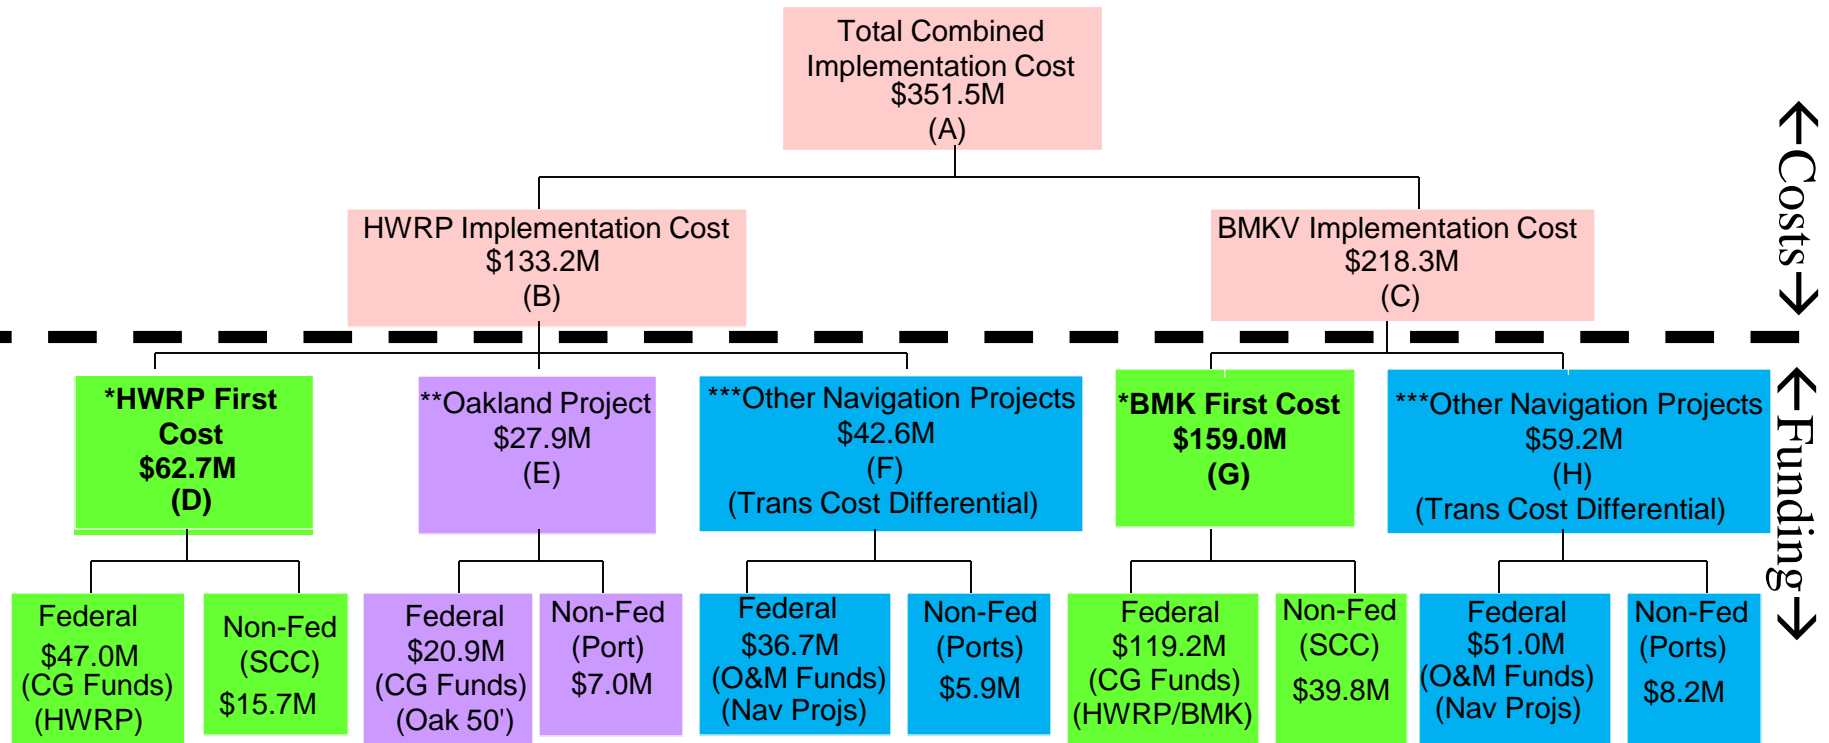 Total Combined
Implementation Cost
$351.5M
(A)
←Costs→
HWRP Implementation Cost
$133.2M
(B)
BMKV Implementation Cost
$218.3M
(C)
←Funding→
*HWRP First
Cost
$62.7M
(D)
**Oakland Project
$27.9M
(E)
***Other Navigation Projects
$42.6M
(F)
(Trans Cost Differential)
*BMK First Cost
$159.0M
(G)
***Other Navigation Projects
$59.2M
(H)
(Trans Cost Differential)
Federal
$47.0M
(CG Funds)
(HWRP)
Non-Fed
(SCC)
$15.7M
Federal
$20.9M
(CG Funds)
(Oak 50')
Non-Fed
(Port)
$7.0M
Federal
$36.7M
(O&M Funds)
(Nav Projs)
Non-Fed
(Ports)
$5.9M
Federal
$119.2M
(CG Funds)
(HWRP/BMK)
Non-Fed
(SCC)
$39.8M
Federal
$51.0M
(O&M Funds)
(Nav Projs)
Non-Fed
(Ports)
$8.2M